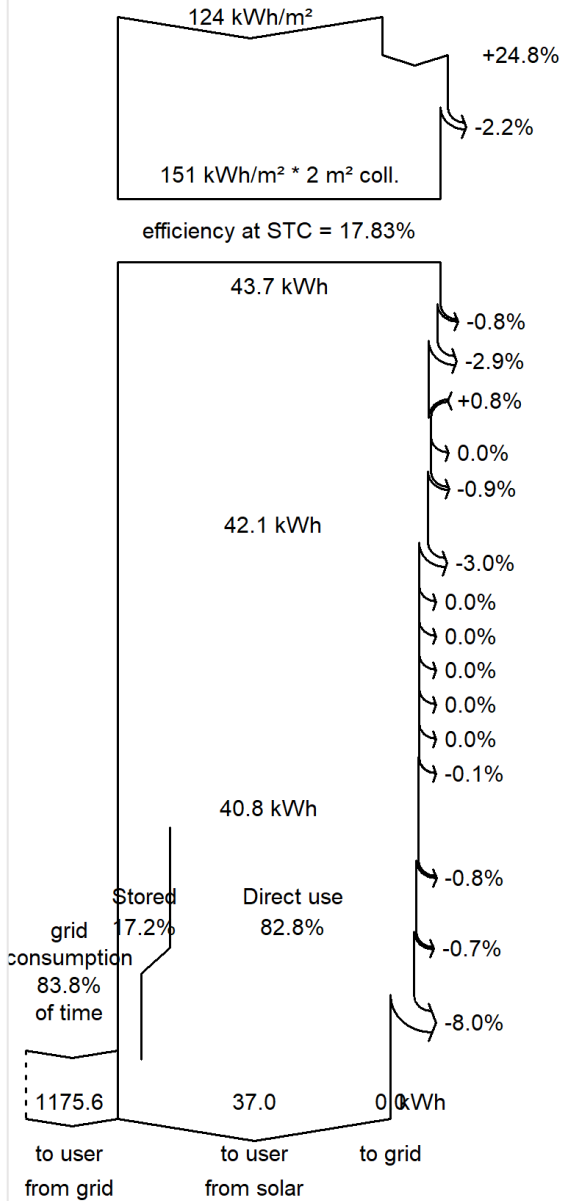 124 kWh/m²
+24.8%
-2.2%
151 kWh/m² * 2 m² coll.
efficiency at STC = 17.83%
43.7 kWh
-0.8%
-2.9%
+0.8%
0.0%
-0.9%
42.1 kWh
-3.0%
0.0%
0.0%
0.0%
0.0%
0.0%
-0.1%
40.8 kWh
-0.8%
Stored
17.2%
Direct use
82.8%
grid
consumption
83.8%
of time
-0.7%
-8.0%
1175.6
37.0
0.0 kWh
to user
from grid
to user
from solar
to grid